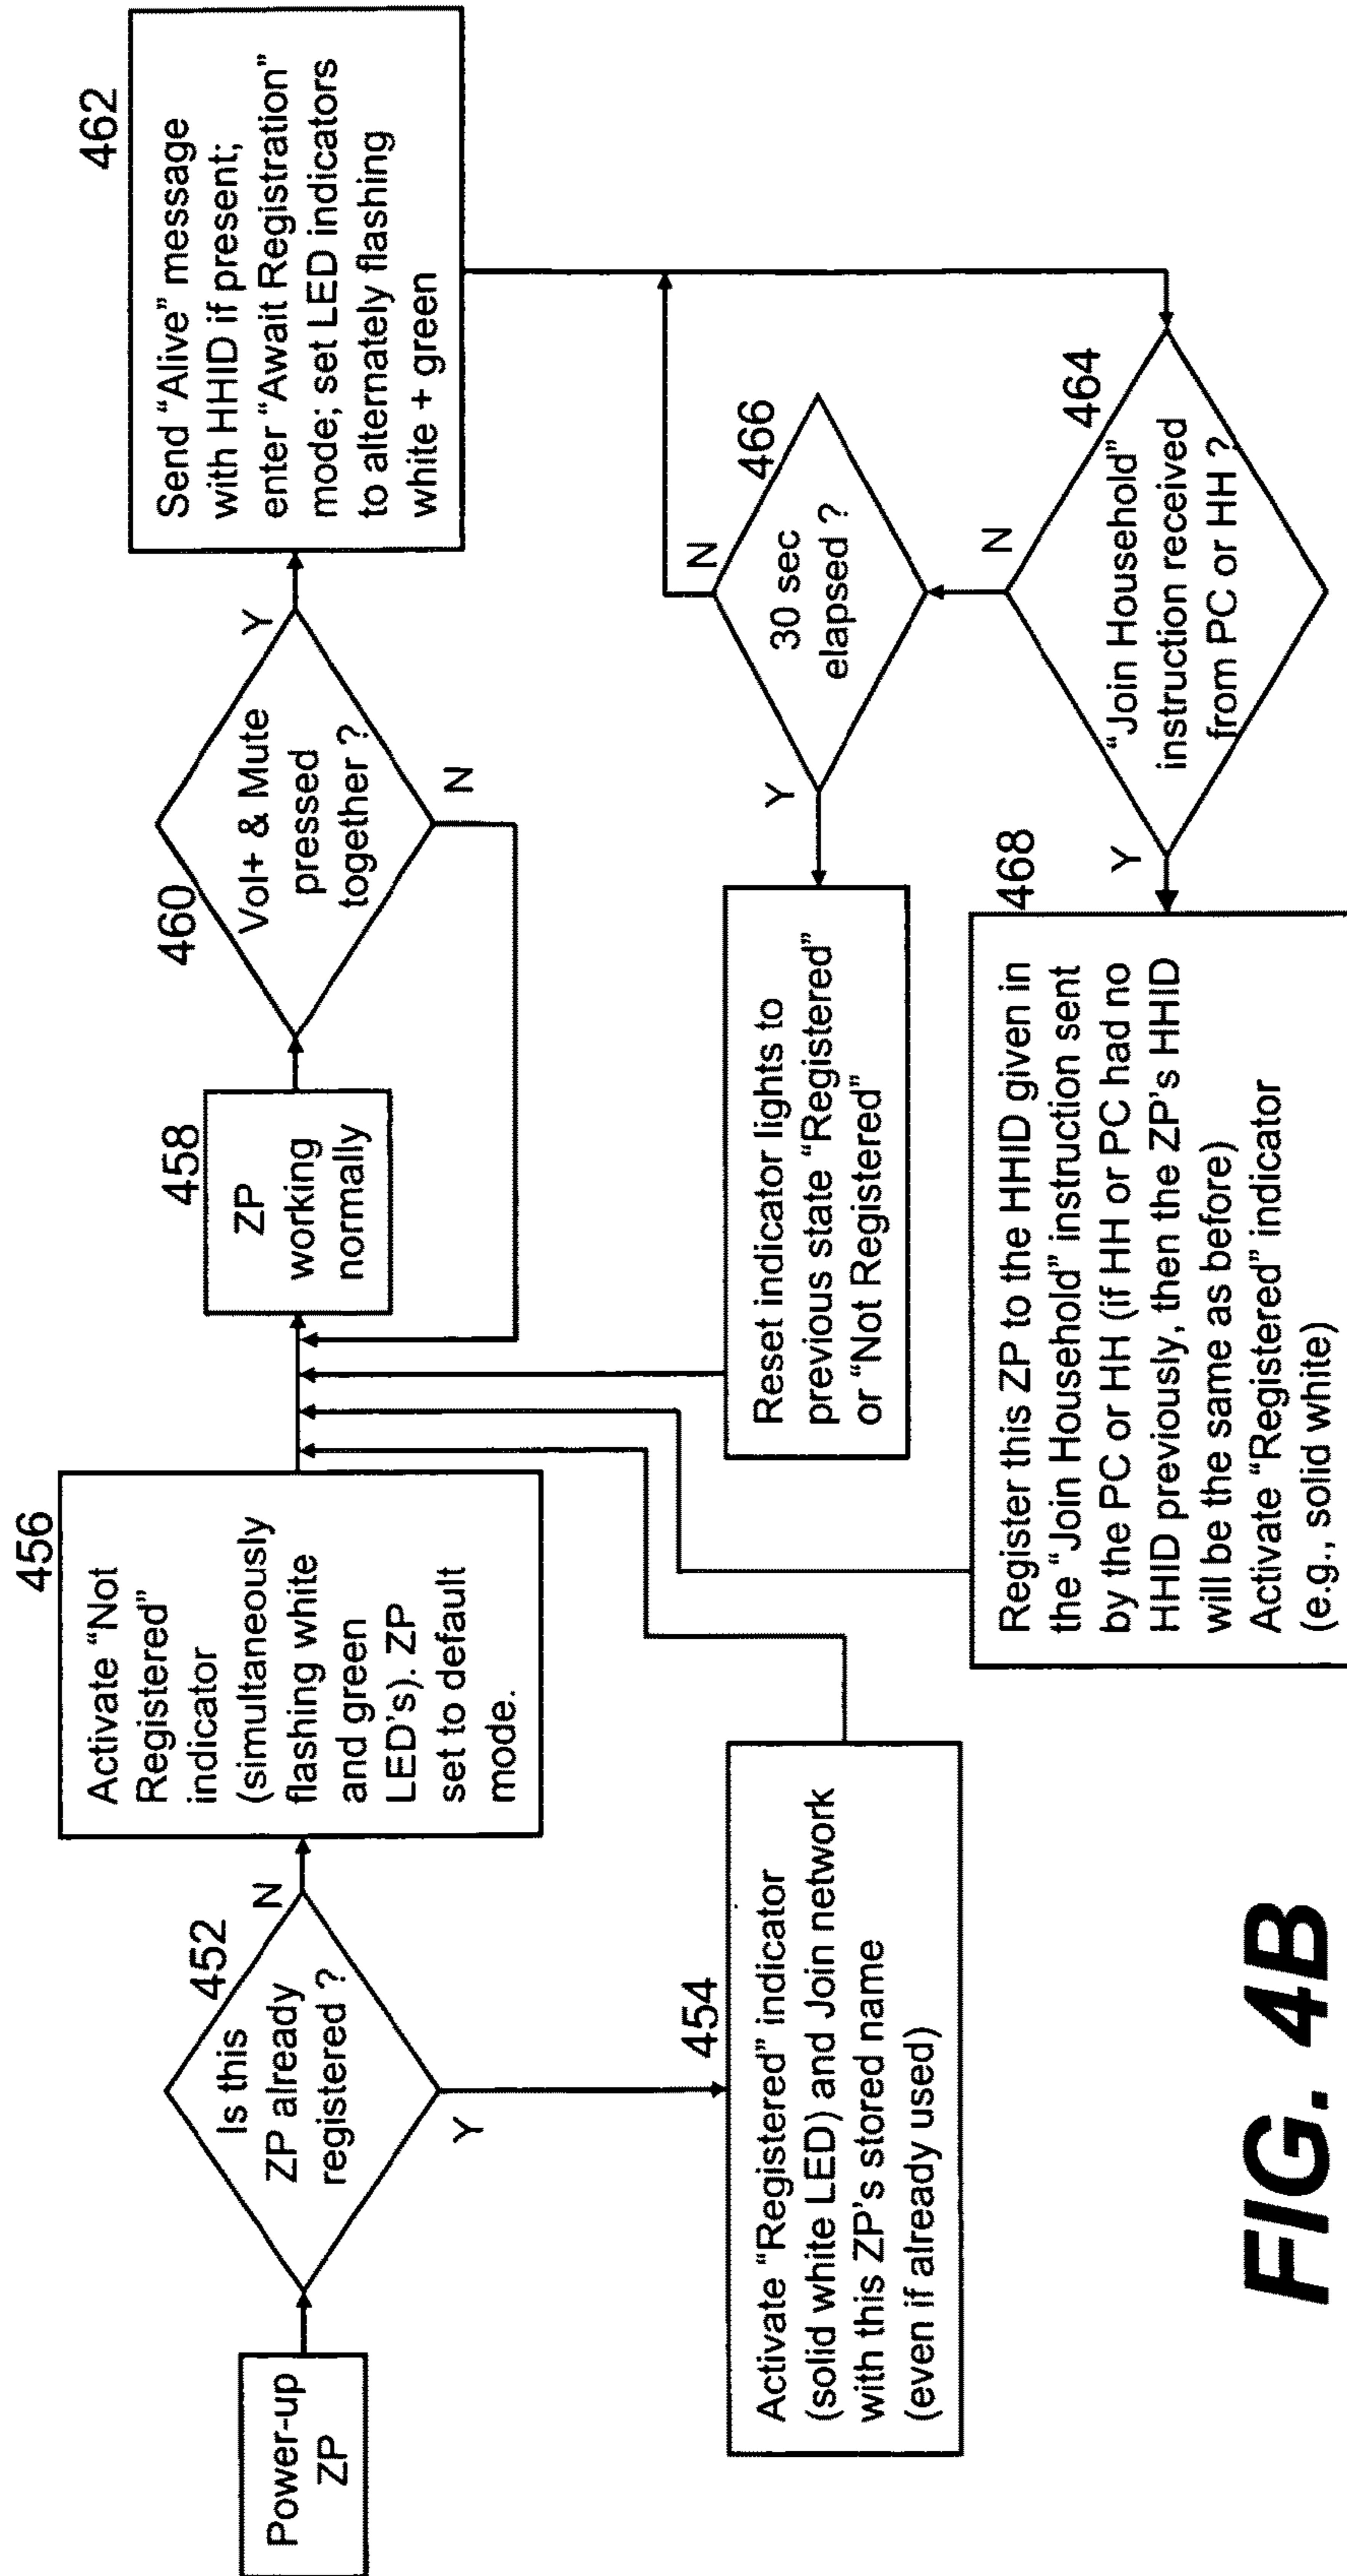 Power-up
ZP
452
Is this
ZP already
registered ?
N
Y
454
Activate “Registered” indicator
(solid white LED) and Join network
with this ZP's stored name
(even if already used)
456
Activate “Not
Registered”
indicator
(simultaneously
flashing white
and green
LED's). ZP
set to default
mode.
458
ZP
working
normally
460
Vol+ & Mute
pressed
together ?
Y
N
462
Send “Alive” message
with HHID if present;
enter “Await Registration”
mode; set LED indicators
to alternately flashing
white + green
464
“Join Household”
instruction received
from PC or HH ?
N
Y
466
30 sec
elapsed ?
N
Y
Reset indicator lights to
previous state “Registered”
or “Not Registered”
468
Register this ZP to the HHID given in
the “Join Household” instruction sent
by the PC or HH (if HH or PC had no
HHID previously, then the ZP's HHID
will be the same as before)
Activate “Registered” indicator
(e.g., solid white)
FIG. 4B